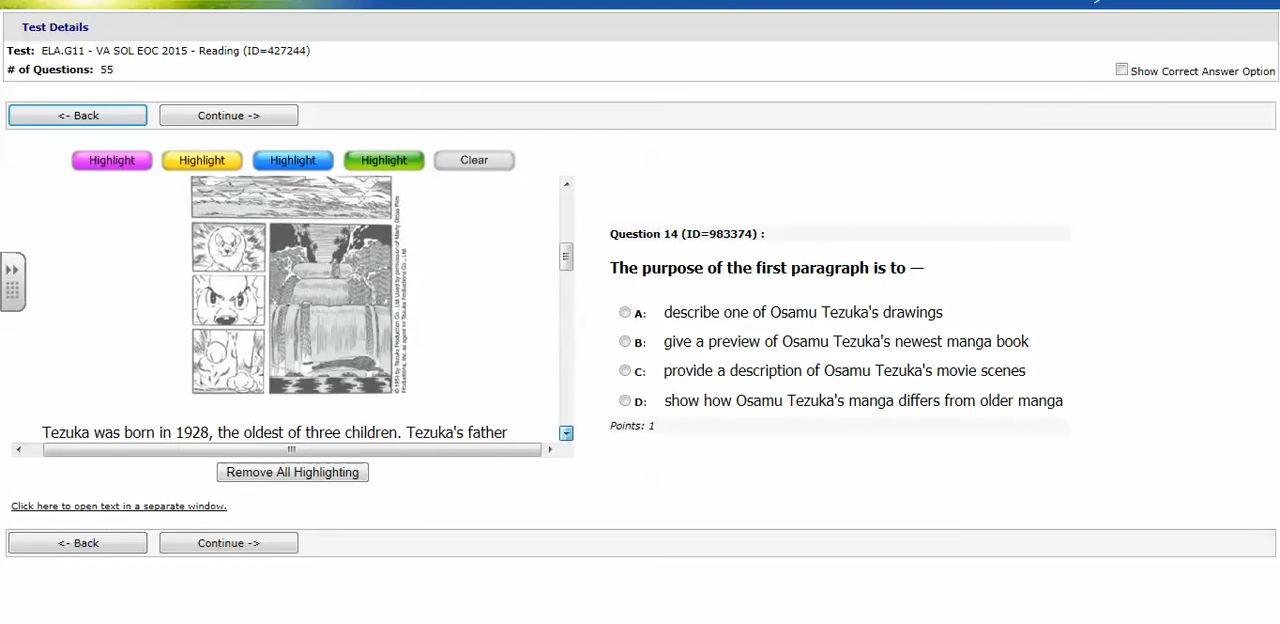 Test Details
Test: ELA.G11 - VA SOL EOC 2015 - Reading (ID=427244)
# of Questions: 55
Show Correct Answer Option
<- Back
Continue ->
Highlight
Highlight
Highlight
Highlight
Clear
Tezuka was born in 1928, the oldest of three children. Tezuka's father
Remove All Highlighting
Click here to open text in a separate window.
Question 14 (ID=983374) :
The purpose of the first paragraph is to —
A: describe one of Osamu Tezuka's drawings
B: give a preview of Osamu Tezuka's newest manga book
C: provide a description of Osamu Tezuka's movie scenes
D: show how Osamu Tezuka's manga differs from older manga
Points: 1
<- Back
Continue ->